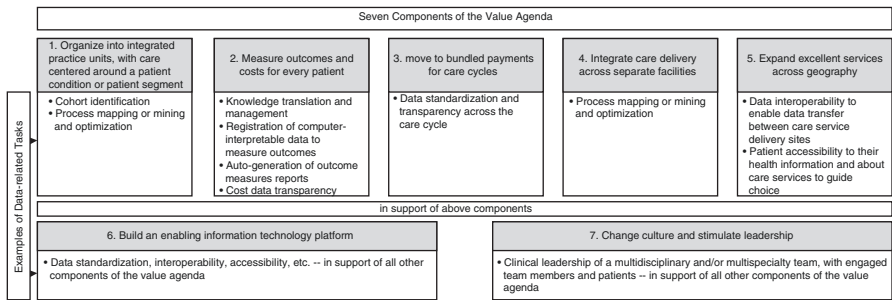 Seven Components of the Value Agenda
1. Organize into integrated
practice units, with care
centered around a patient
condition or patient segment
• Cohort identification
• Process mapping or mining
and optimization
2. Measure outcomes and
costs for every patient
• Knowledge translation and
management
• Registration of computer-
interpretable data to
measure outcomes
• Auto-generation of outcome
measures reports
• Cost data transparency
3. move to bundled payments
for care cycles
• Data standardization and
transparency across the
care cycle
4. Integrate care delivery
across separate facilities
• Process mapping or mining
and optimization
5. Expand excellent services
across geography
• Data interoperability to
enable data transfer
between care service
delivery sites
• Patient accessibility to their
health information and about
care services to guide
choice
Examples of Data-related Tasks
in support of above components
6. Build an enabling information technology platform
• Data standardization, interoperability, accessibility, etc. -- in support of all other
components of the value agenda
7. Change culture and stimulate leadership
• Clinical leadership of a multidisciplinary and/or multispecialty team, with engaged
team members and patients -- in support of all other components of the value
agenda